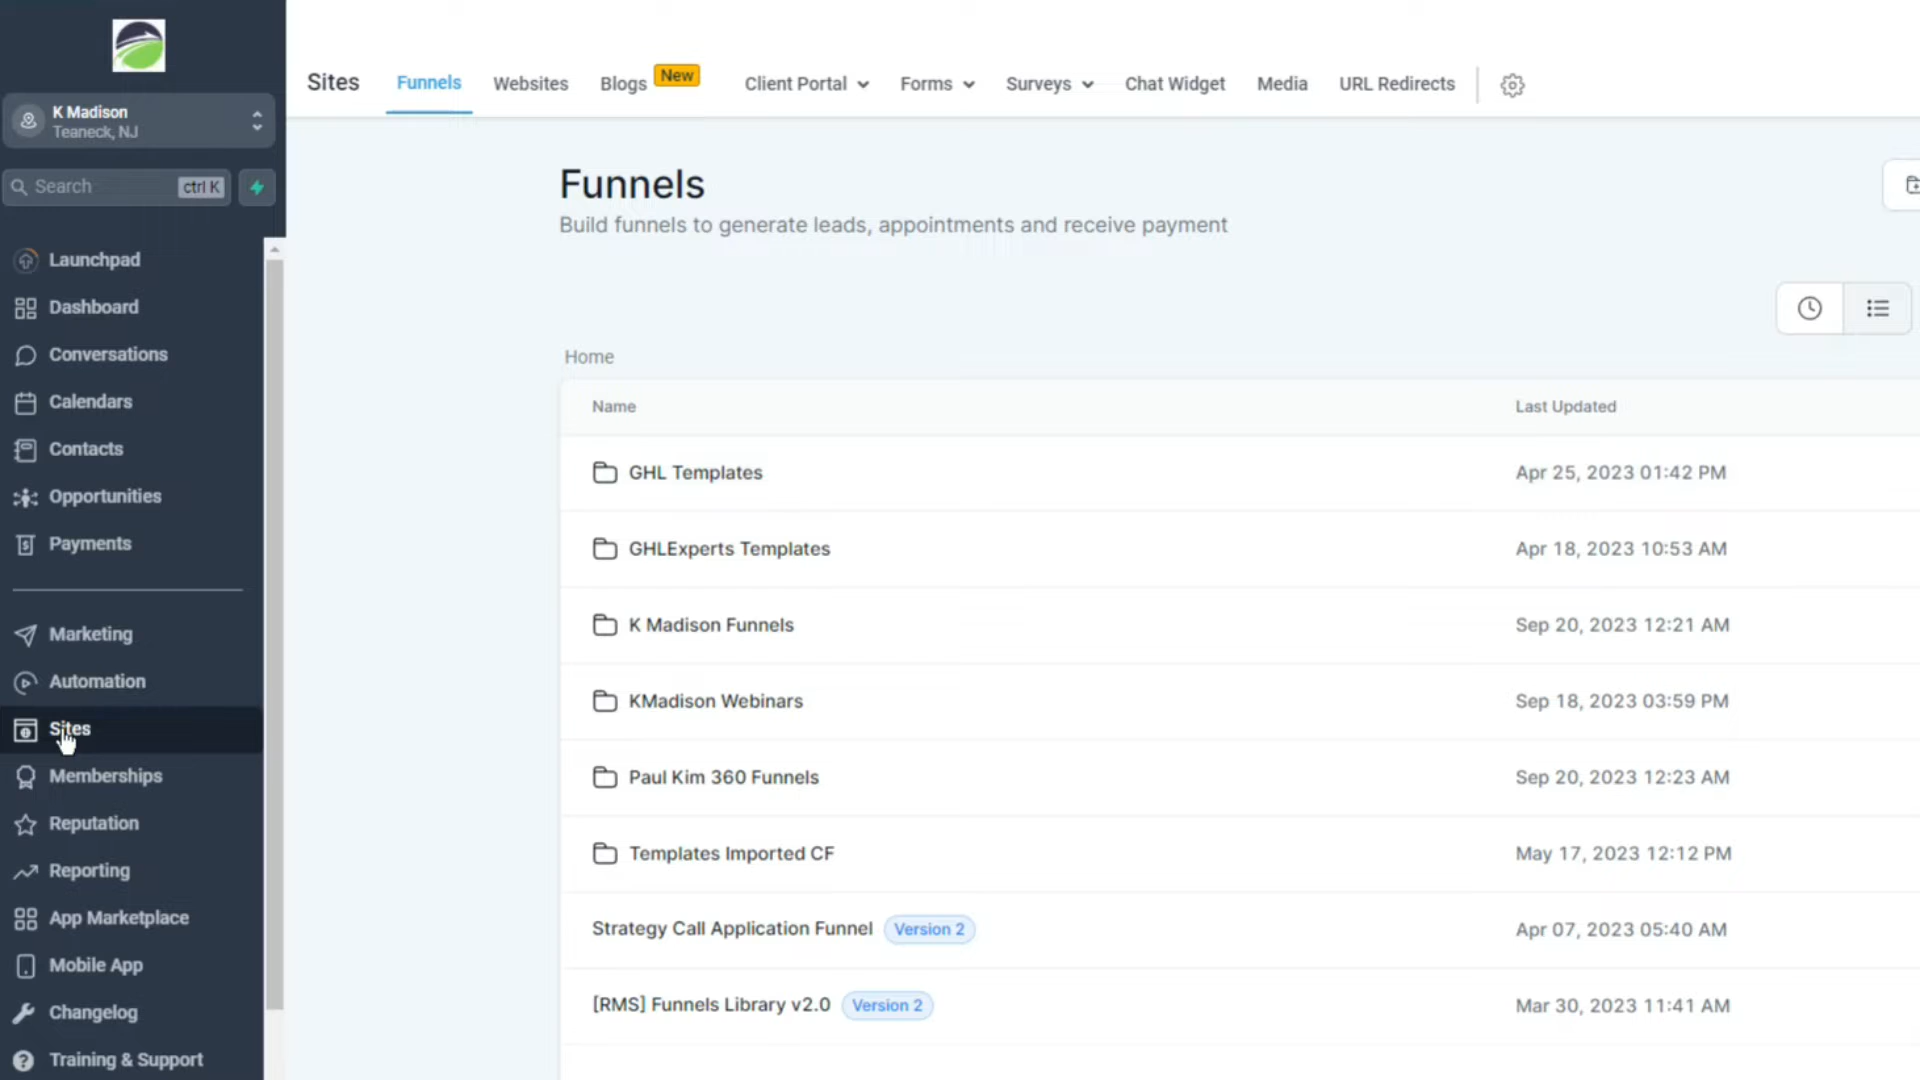 K Madison
Teaneck, NJ
Search
ctrl K
Launchpad
Dashboard
Conversations
Calendars
Contacts
Opportunities
Payments
Marketing
Automation
Sites
Memberships
Reputation
Reporting
App Marketplace
Mobile App
Changelog
Training & Support
Sites
Funnels
Websites
Blogs
New
Client Portal
Forms
Surveys
Chat Widget
Media
URL Redirects
Funnels
Build funnels to generate leads, appointments and receive payment
Home
Name Last Updated
GHL Templates Apr 25, 2023 01:42 PM
GHLExperts Templates Apr 18, 2023 10:53 AM
K Madison Funnels Sep 20, 2023 12:21 AM
KMadison Webinars Sep 18, 2023 03:59 PM
Paul Kim 360 Funnels Sep 20, 2023 12:23 AM
Templates Imported CF May 17, 2023 12:12 PM
Strategy Call Application Funnel Version 2 Apr 07, 2023 05:40 AM
[RMS] Funnels Library v2.0 Version 2 Mar 30, 2023 11:41 AM